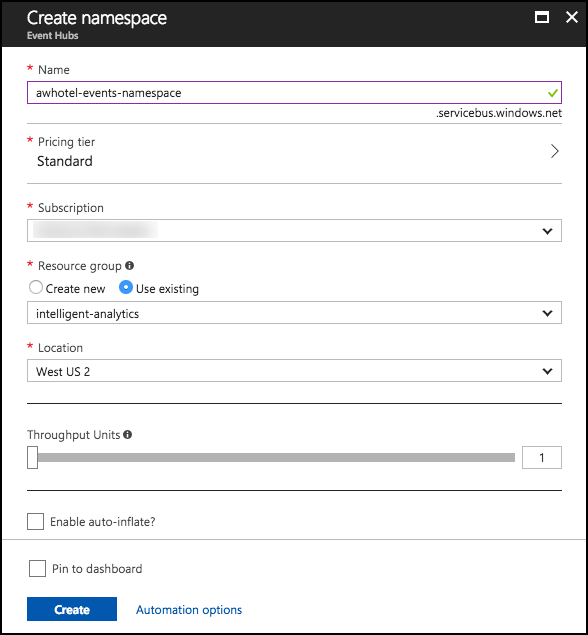 Create namespace
Event Hubs
* Name
awhotel-events-namespace
.servicebus.windows.net
* Pricing tier
Standard
* Subscription
* Resource group
Create new Use existing
intelligent-analytics
* Location
West US 2
Throughput Units
1
Enable auto-inflate?
Pin to dashboard
Create Automation options